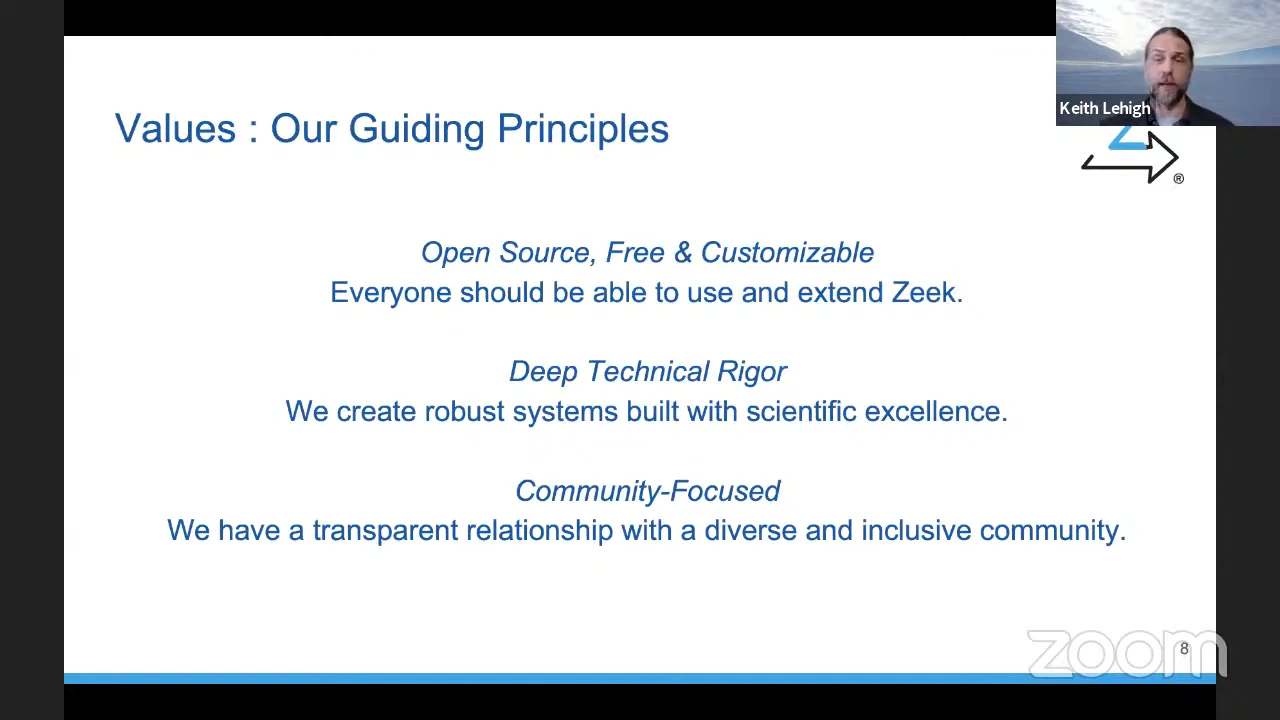 Keith Lehigh
Values : Our Guiding Principles
®
Open Source, Free & Customizable
Everyone should be able to use and extend Zeek.
Deep Technical Rigor
We create robust systems built with scientific excellence.
Community-Focused
We have a transparent relationship with a diverse and inclusive community.
zoom
8